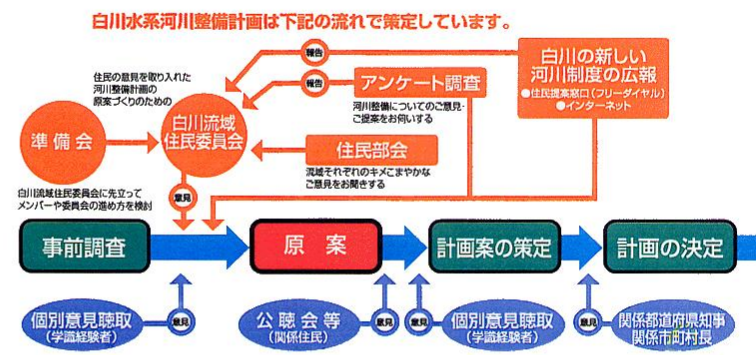 白川水系河川整備計画は下記の流れで策定しています。
報告
白川の新しい
河川制度の広報
●住民提案窓口(フリーダイヤル)
●インターネット
住民の意見を取り入れた
河川整備計画の
原案づくりのための
報告
アンケート調査
河川整備についてのご意見・
ご提案をお伺いする
準備会
白川流域
住民委員会
住民部会
流域それぞれのキメこまやかな
ご意見をお聞きする
白川流域住民委員会に先立って
メンバーや委員会の進め方を検討
意見
事前調査
原案
計画案の策定
計画の決定
個別意見聴取
(学識経験者)
意見
公聴会等
(関係住民)
意見
意見
個別意見聴取
(学識経験者)
意見
関係都道府県知事
関係市町村長